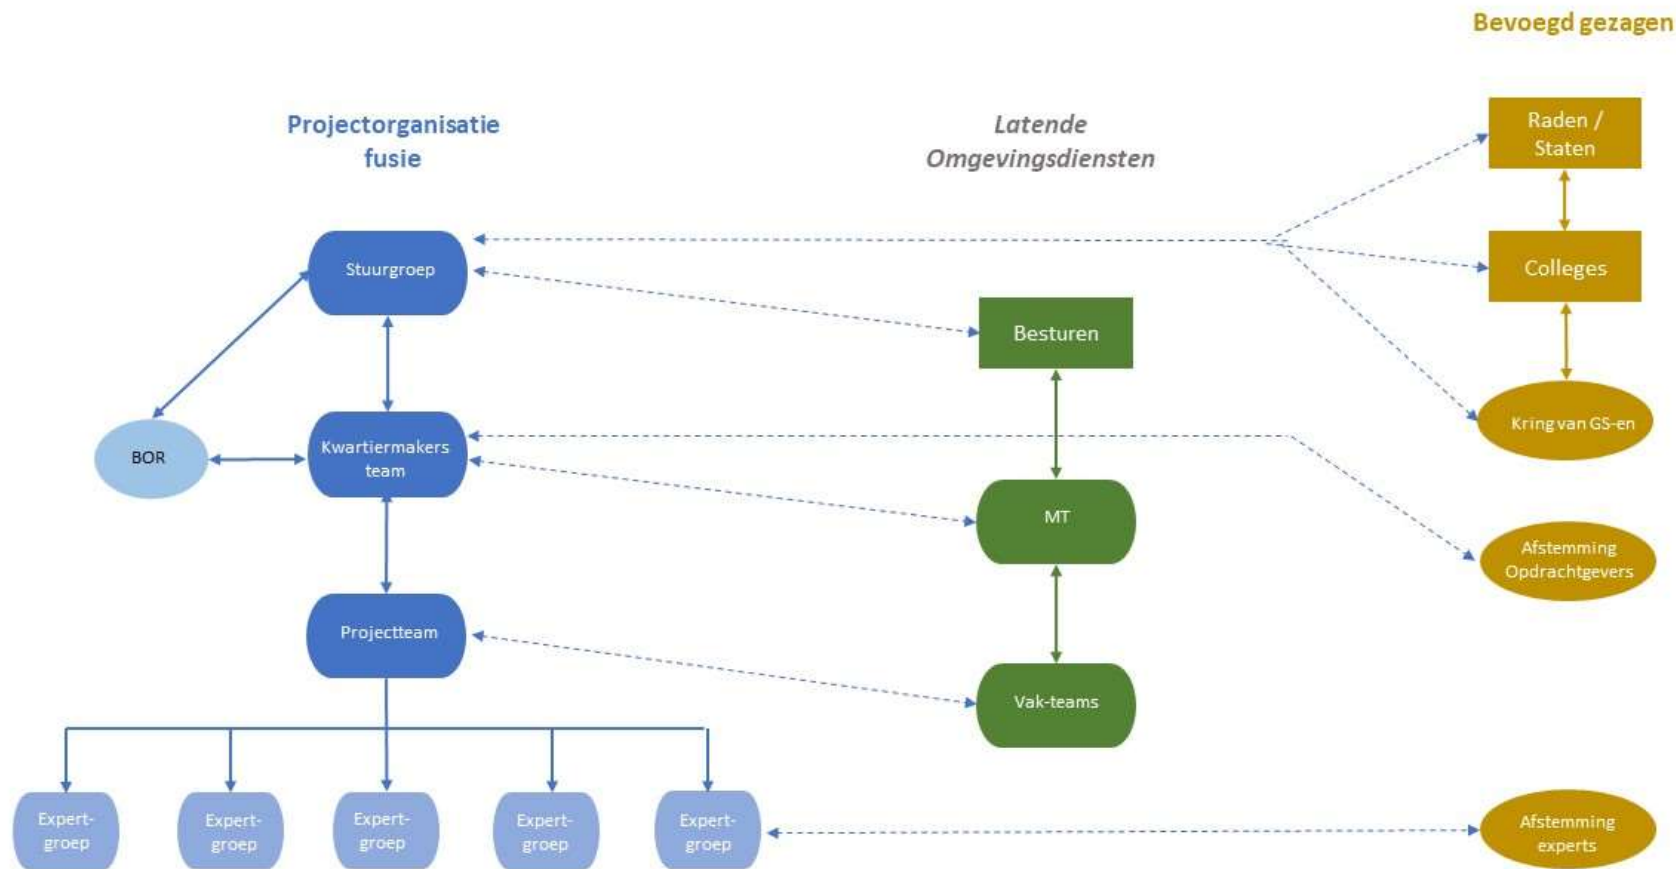 Bevoegd gezagen
Projectorganisatie
fusie
Latende
Omgevingsdiensten
Raden /
Staten
Stuurgroep
Colleges
Besturen
Kring van GS-en
BOR
Kwartiermakers
team
MT
Afstemming
Opdrachtgevers
Projectteam
Vak-teams
Expert-
groep
Expert-
groep
Expert-
groep
Expert-
groep
Expert-
groep
Afstemming
experts